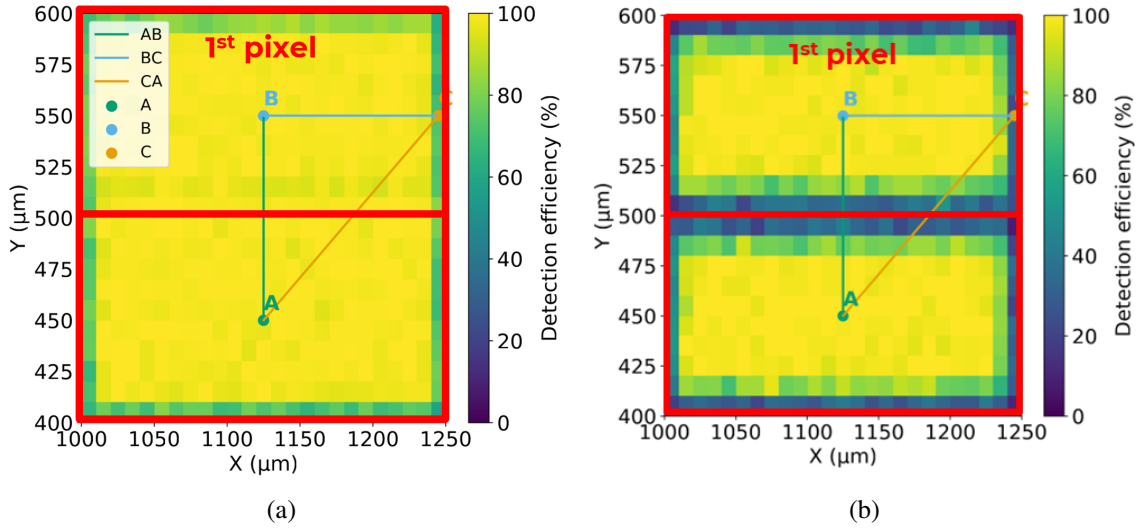 600
575
550
525
500
475
450
425
400
Y (µm)
1000 1050 1100 1150 1200 1250
X (µm)
AB
BC
CA
A
B
C
1st pixel
B
C
A
100
80
60
40
20
0
Detection efficiency (%)
(a)
600
575
550
525
500
475
450
425
400
Y (µm)
1000 1050 1100 1150 1200 1250
X (µm)
1st pixel
B
C
A
100
80
60
40
20
0
Detection efficiency (%)
(b)